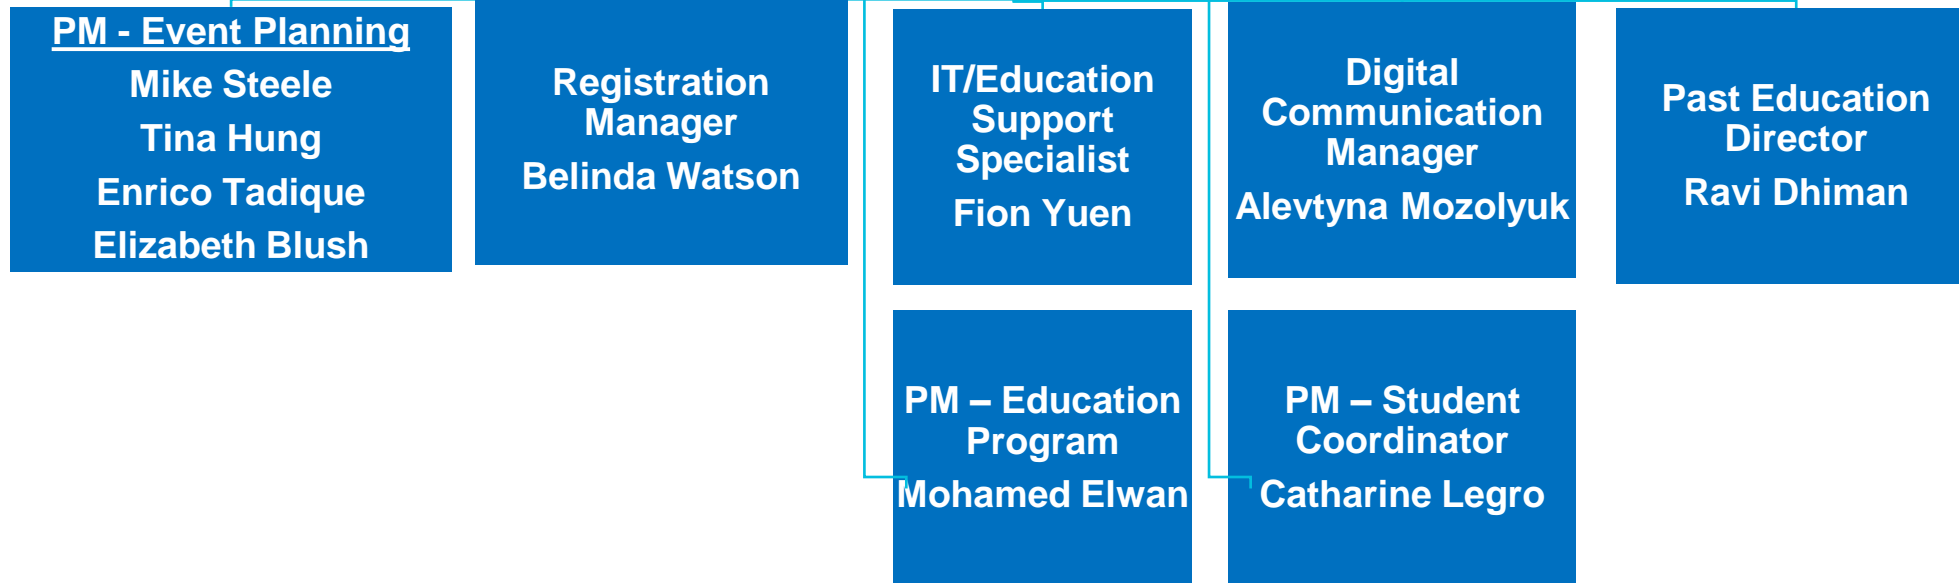 PM - Event Planning
Mike Steele
Tina Hung
Enrico Tadique
Elizabeth Blush
Registration
Manager
Belinda Watson
IT/Education
Support
Specialist
Fion Yuen
Digital
Communication
Manager
Alevtyna Mozolyuk
Past Education
Director
Ravi Dhiman
PM – Education
Program
Mohamed Elwan
PM – Student
Coordinator
Catharine Legro